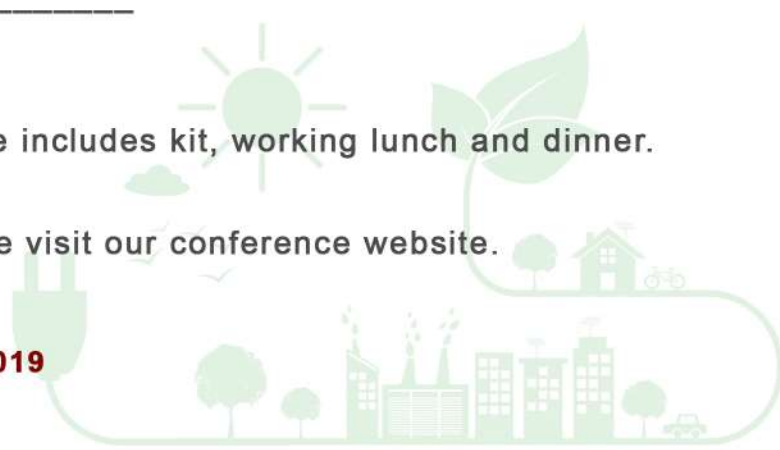 e includes kit, working lunch and dinner.
e visit our conference website.
019